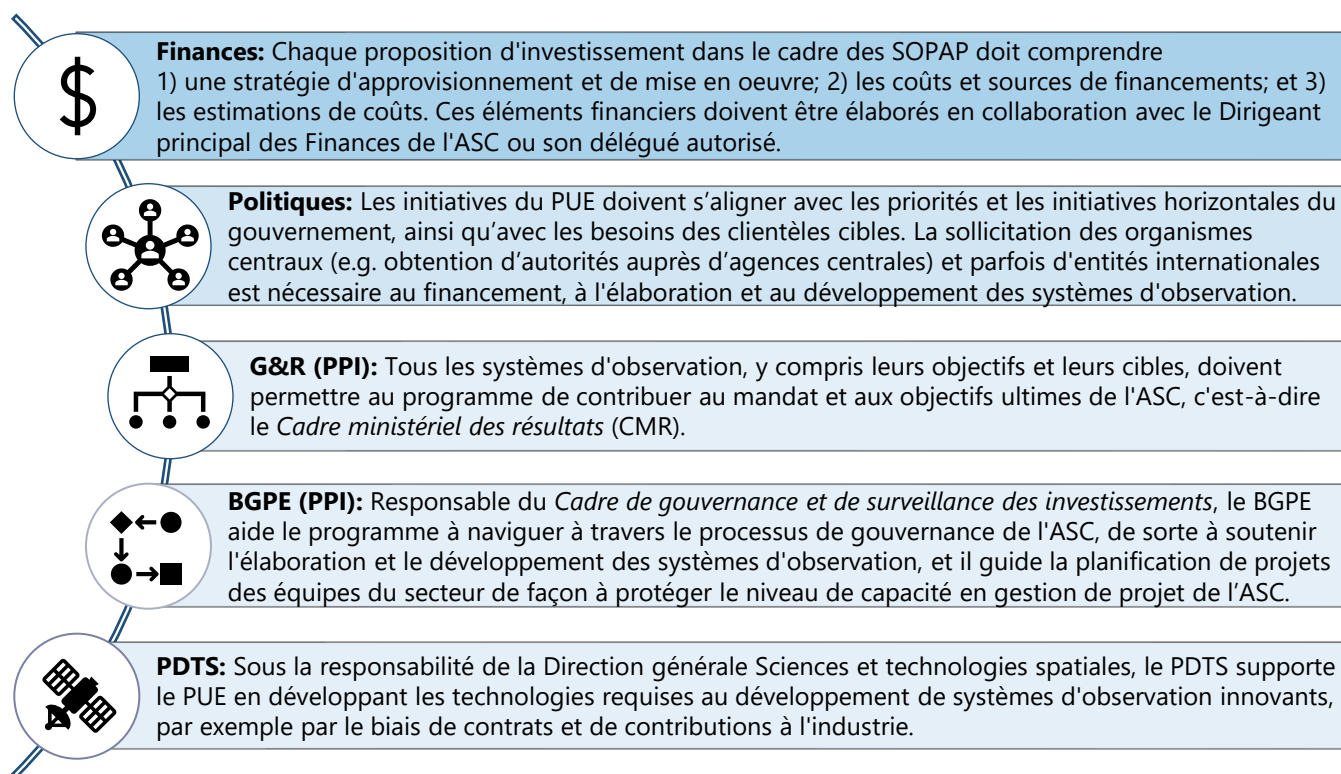 Finances: Chaque proposition d'investissement dans le cadre des SOPAP doit comprendre
1) une stratégie d'approvisionnement et de mise en oeuvre; 2) les coûts et sources de financements; et 3)
les estimations de coûts. Ces éléments financiers doivent être élaborés en collaboration avec le Dirigeant
principal des Finances de l'ASC ou son délégué autorisé.
Politiques: Les initiatives du PUE doivent s’aligner avec les priorités et les initiatives horizontales du
gouvernement, ainsi qu’avec les besoins des clientèles cibles. La sollicitation des organismes
centraux (e.g. obtention d’autorités auprès d’agences centrales) et parfois d'entités internationales
est nécessaire au financement, à l'élaboration et au développement des systèmes d'observation.
G&R (PPI): Tous les systèmes d'observation, y compris leurs objectifs et leurs cibles, doivent
permettre au programme de contribuer au mandat et aux objectifs ultimes de l'ASC, c'est-à-dire
le Cadre ministériel des résultats (CMR).
BGPE (PPI): Responsable du Cadre de gouvernance et de surveillance des investissements, le BGPE
aide le programme à naviguer à travers le processus de gouvernance de l'ASC, de sorte à soutenir
l'élaboration et le développement des systèmes d'observation, et il guide la planification de projets
des équipes du secteur de façon à protéger le niveau de capacité en gestion de projet de l’ASC.
PDTS: Sous la responsabilité de la Direction générale Sciences et technologies spatiales, le PDTS supporte
le PUE en développant les technologies requises au développement de systèmes d'observation innovants,
par exemple par le biais de contrats et de contributions à l'industrie.